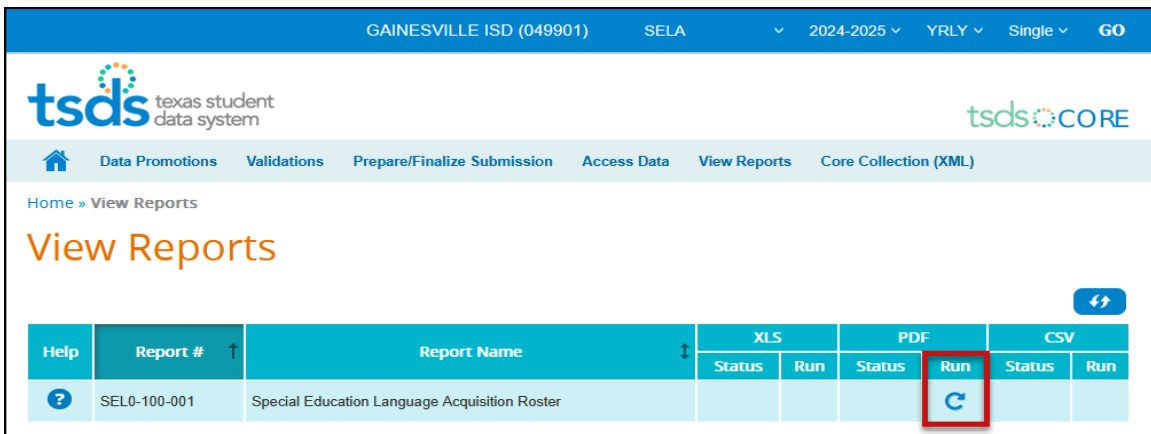 GAINESVILLE ISD (049901) SELA 2024-2025 YRLY Single GO
tsds texas student
data system
tsds CORE
Data Promotions Validations Prepare/Finalize Submission Access Data View Reports Core Collection (XML)
Home » View Reports
View Reports
Help Report # Report Name XLS PDF CSV
Status Run Status Run Status Run
? SEL0-100-001 Special Education Language Acquisition Roster